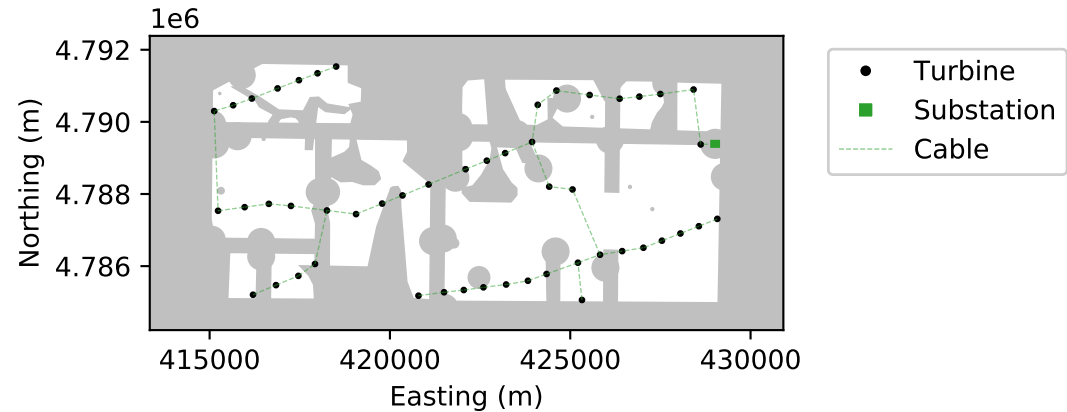 1e6
4.792
4.790
4.788
4.786
Northing (m)
415000 420000 425000 430000
Easting (m)
Turbine
Substation
Cable